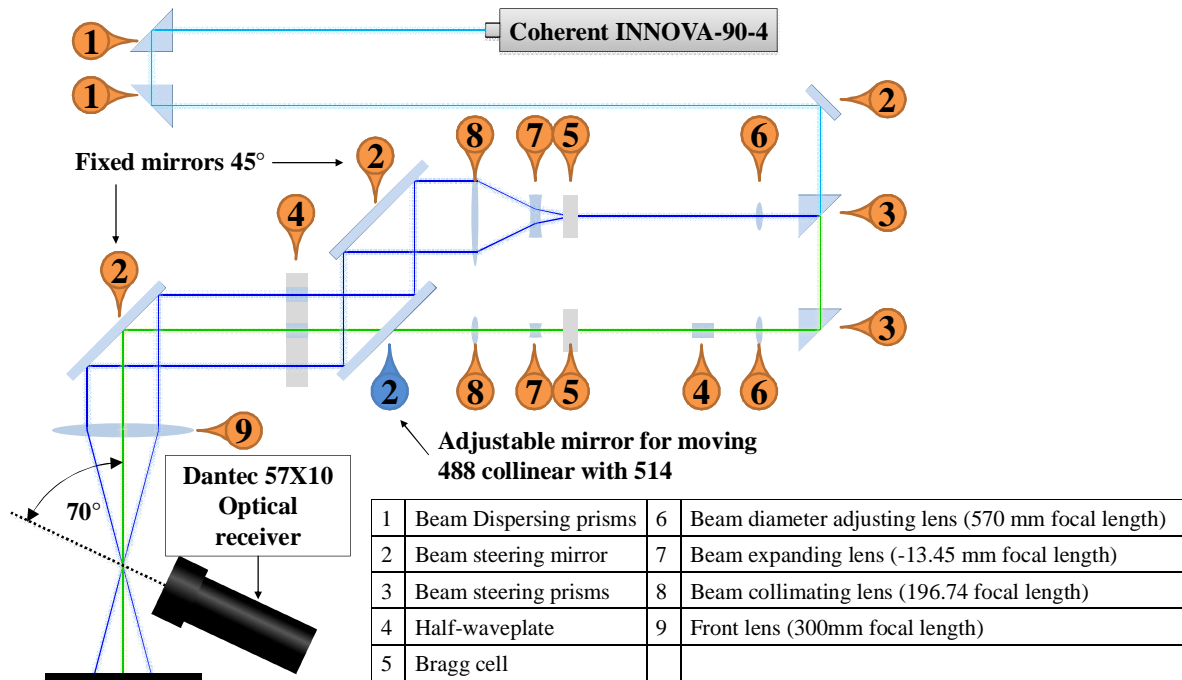 Coherent INNOVA-90-4
1
1
2
Fixed mirrors 45°
2
8
7
5
6
4
3
2
3
2
8
7
5
4
6
9
Adjustable mirror for moving
488 collinear with 514
Dantec 57X10
Optical
receiver
70°
1 Beam Dispersing prisms 6 Beam diameter adjusting lens (570 mm focal length)
2 Beam steering mirror 7 Beam expanding lens (-13.45 mm focal length)
3 Beam steering prisms 8 Beam collimating lens (196.74 focal length)
4 Half-waveplate 9 Front lens (300mm focal length)
5 Bragg cell